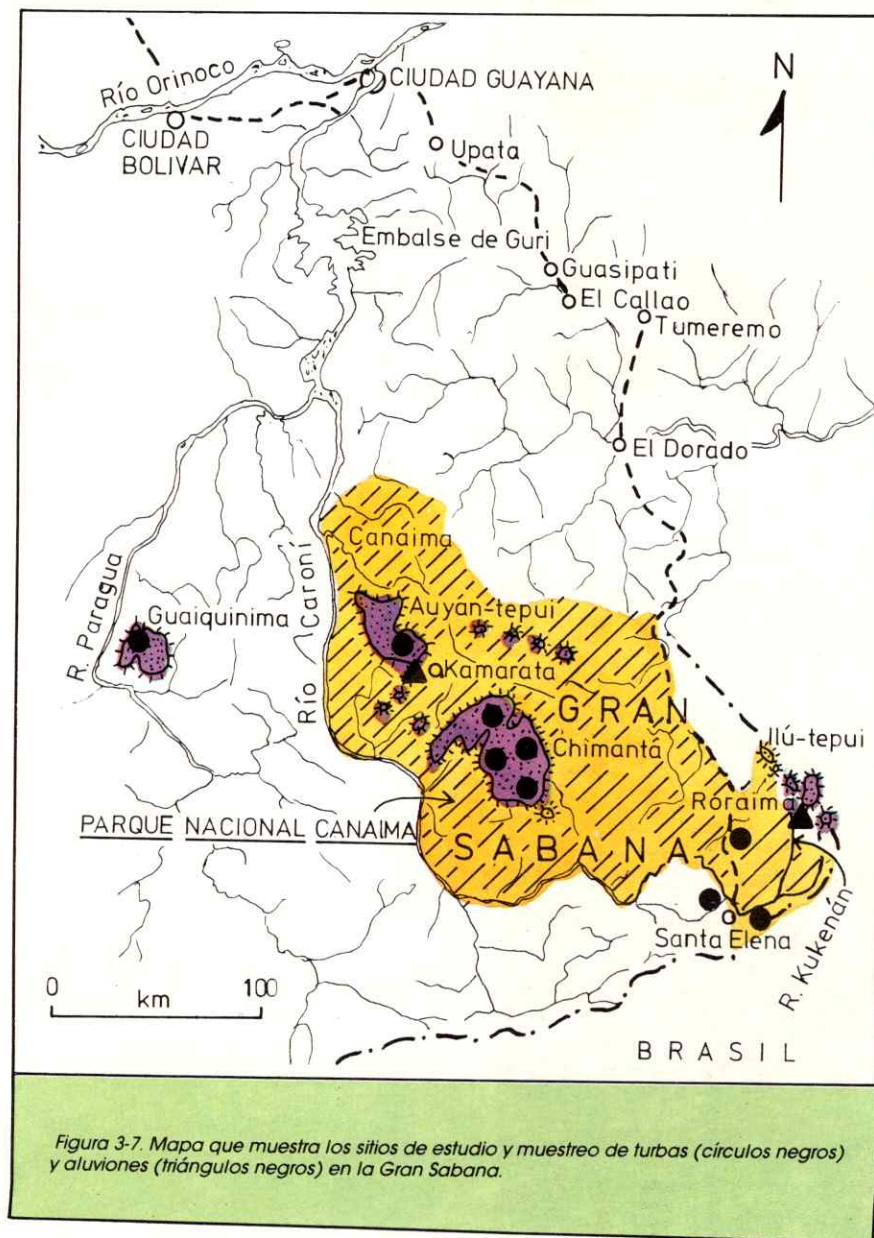 N
Río Orinoco
CIUDAD GUAYANA
CIUDAD
BOLIVAR
Upata
Embalse de Guri
Guasipati
El Callao
Tumeremo
El Dorado
Canaima
Río Caroní
R. Paragua
Guaiquinima
Auyan-tepui
Kamarata
GRAN
Chimantá
Ilú-tepui
Roraima
PARQUE NACIONAL CANAIMA
SABANA
Santa Elena
R. Kukenán
0 100
km
BRASIL
Figura 3-7. Mapa que muestra los sitios de estudio y muestreo de turbas (círculos negros)
y aluviones (triángulos negros) en la Gran Sabana.